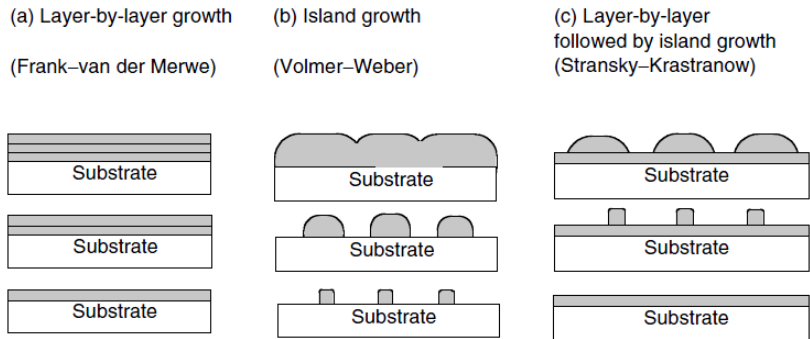 (a) Layer-by-layer growth
(Frank–van der Merwe)
(b) Island growth
(Volmer–Weber)
(c) Layer-by-layer
followed by island growth
(Stransky–Krastranow)
Substrate
Substrate
Substrate
Substrate
Substrate
Substrate
Substrate
Substrate
Substrate